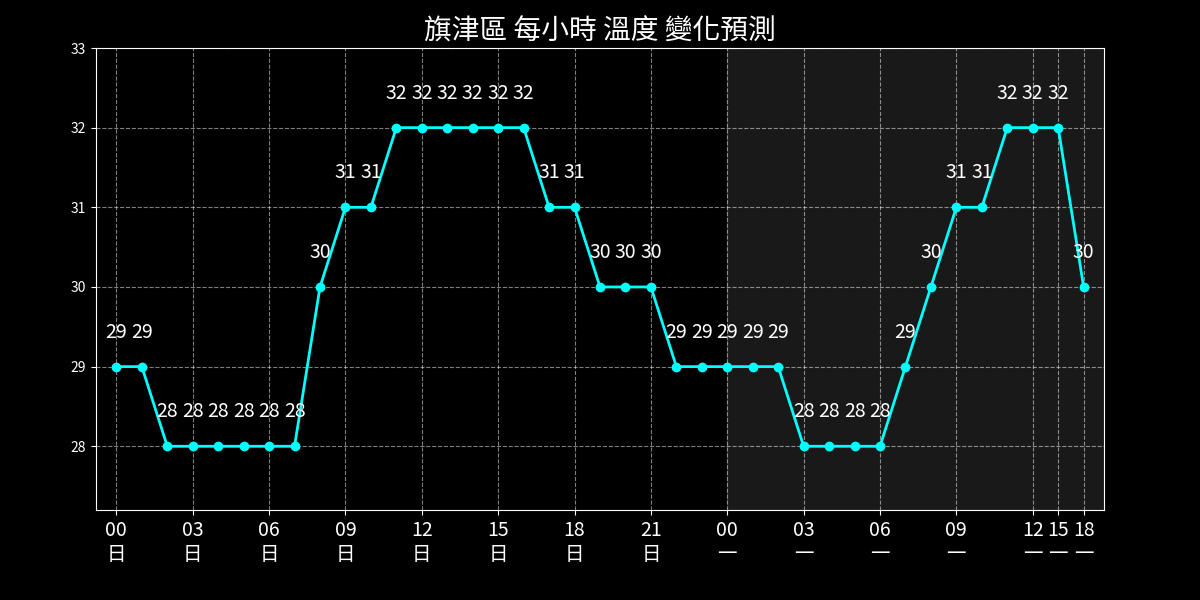 旗津區 每小時 溫度 變化預測
33
32 32 32 32 32 32 32 32 32
32
31 31 31 31 31 31
31
30 30 30 30 30 30
30
29 29 29 29 29 29 29 29
29
28 28 28 28 28 28 28 28 28 28
28
00 03 06 09 12 15 18 21 00 03 06 09 12 15 18
日 日 日 日 日 日 日 日 一 一 一 一 一 一 一